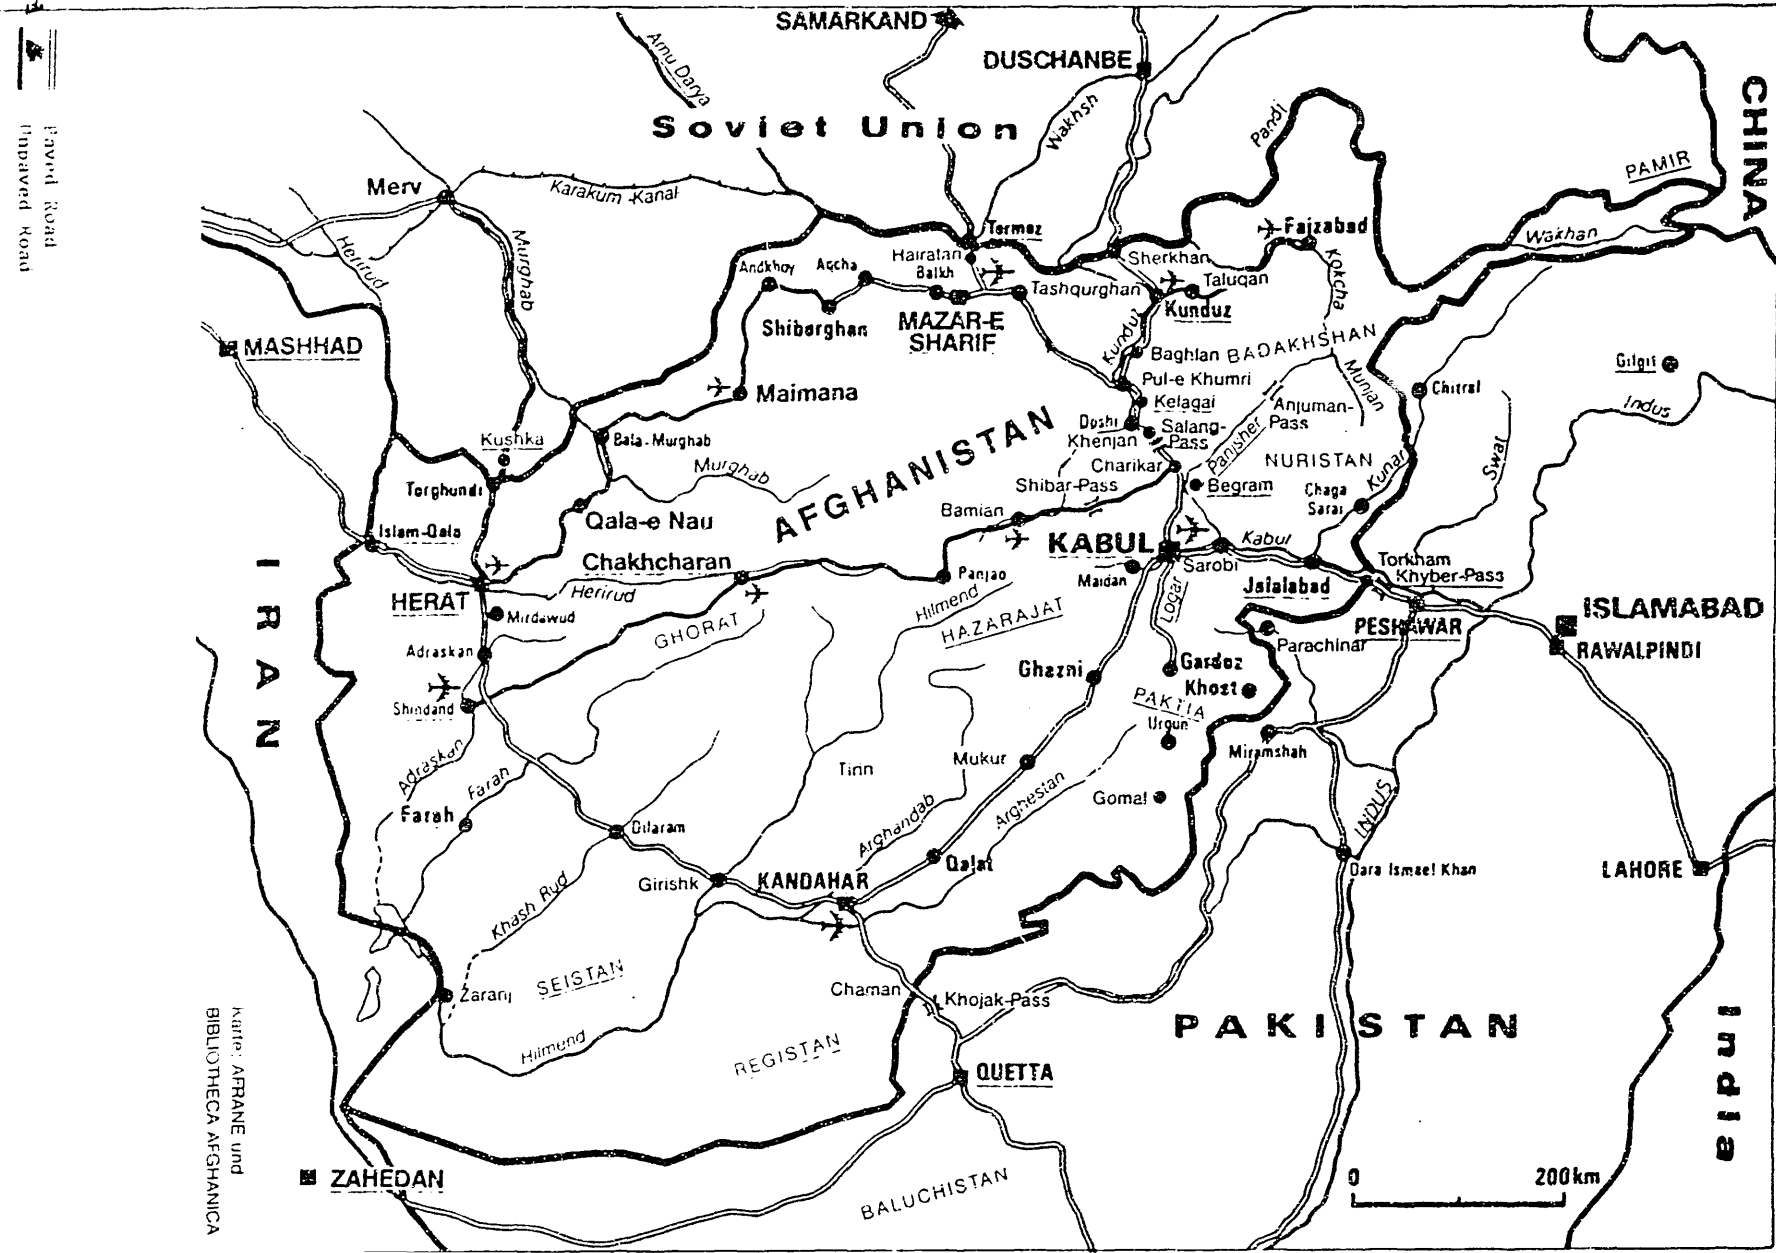 SAMARKAND
DUSCHANBE
Amu Darya
Soviet Union
Wakhsh
Pandj
CHINA
PAMIR
Paved Road
Unpaved Road
Merv
Karakum-Kanal
Herirud
Murghab
Termez
Hairatan
Balkh
Sherkhan
Faizabad
Wakhan
Andkhoy
Aqcha
Tashqurghan
Taluqan
Kokcha
Shiberghan
MAZAR-E
SHARIF
Kunduz
Kunduz
MASHHAD
Baghlan
BADAKHSHAN
Munjan
Gilgit
Maimana
Pul-e Khumri
Chitral
Indus
Kelagai
Anjuman-
Pass
Doshi
Khenjan
Salang-
Pass
Kushka
Bala-Murghab
Murghab
AFGHANISTAN
Panjsher
NURISTAN
Kunar
Swat
Charikar
Shibar-Pass
Begram
Torghundi
Chaga
Sarai
Qala-e Nau
Bamian
Islam-Qala
KABUL
Kabul
Sarobi
Chakhcharan
Panjao
Maidan
Torkham
Khyber-Pass
Jalalabad
IRAN
HERAT
Herirud
Mirdawud
Hilmend
HAZARAJAT
Logar
ISLAMABAD
PESHAWAR
RAWALPINDI
GHORAT
Adraskan
Parachinar
Ghazni
Gardez
Khost
Shindand
PAKTIA
Urgun
Miramshah
Adraskan
Farah
Tirin
Mukur
Gomal
INDUS
Farah
Dilaram
Arghandab
Arghestan
Qalat
Girishk
KANDAHAR
Dara Ismael Khan
LAHORE
Khash Rud
SEISTAN
Zaranj
Chaman
Khojak-Pass
PAKISTAN
India
Hilmend
REGISTAN
QUETTA
Karte: AFRANE und
BIBLIOTHECA AFGHANICA
ZAHEDAN
BALUCHISTAN
0 200km